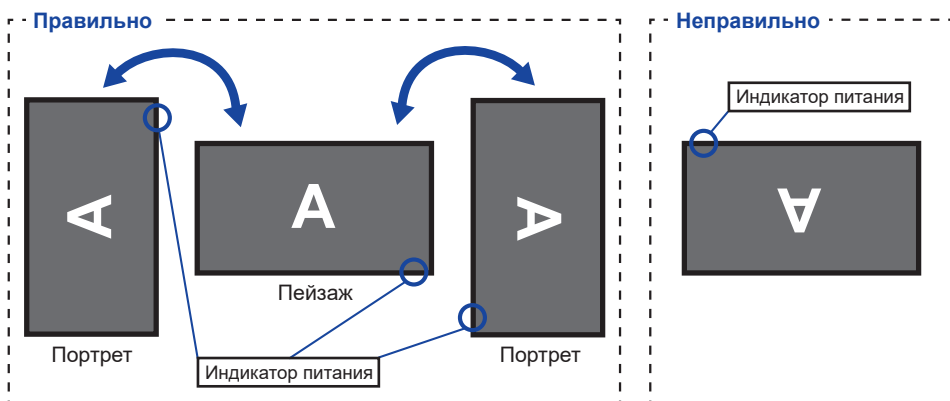 Правильно
Неправильно
Индикатор питания
A
A
A
A
Пейзаж
Портрет
Портрет
Индикатор питания